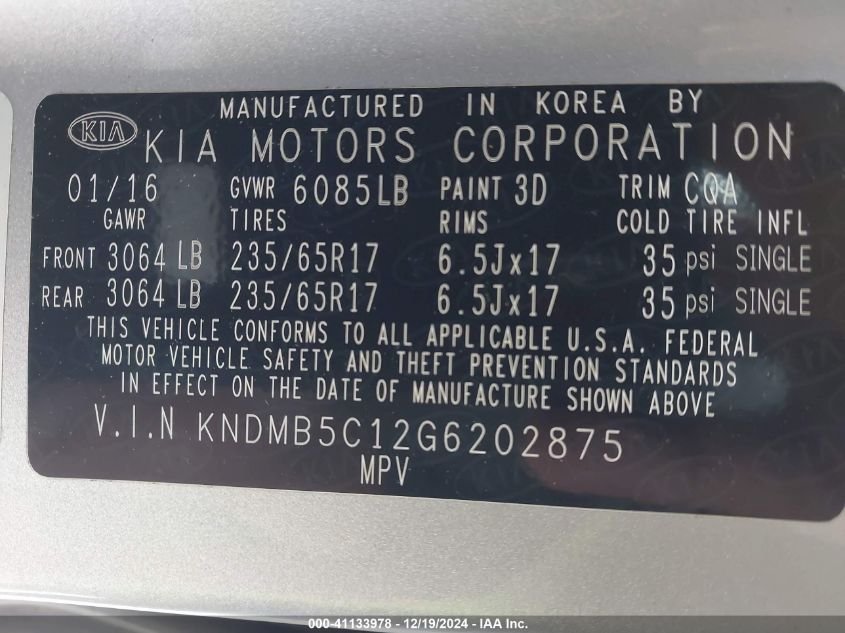 MANUFACTURED IN KOREA BY
KIA KIA MOTORS CORPORATION
01/16 GVWR 6085LB PAINT 3D TRIM CQA
GAWR TIRES RIMS COLD TIRE INFL
FRONT 3064 LB 235/65R17 6.5Jx17 35 psi SINGLE
REAR 3064 LB 235/65R17 6.5Jx17 35 psi SINGLE
THIS VEHICLE CONFORMS TO ALL APPLICABLE U.S.A. FEDERAL
MOTOR VEHICLE SAFETY AND THEFT PREVENTION STANDARDS
IN EFFECT ON THE DATE OF MANUFACTURE SHOWN ABOVE
V.I.N KNDMB5C12G6202875
MPV
000-41133978 - 12/19/2024 - IAA Inc.